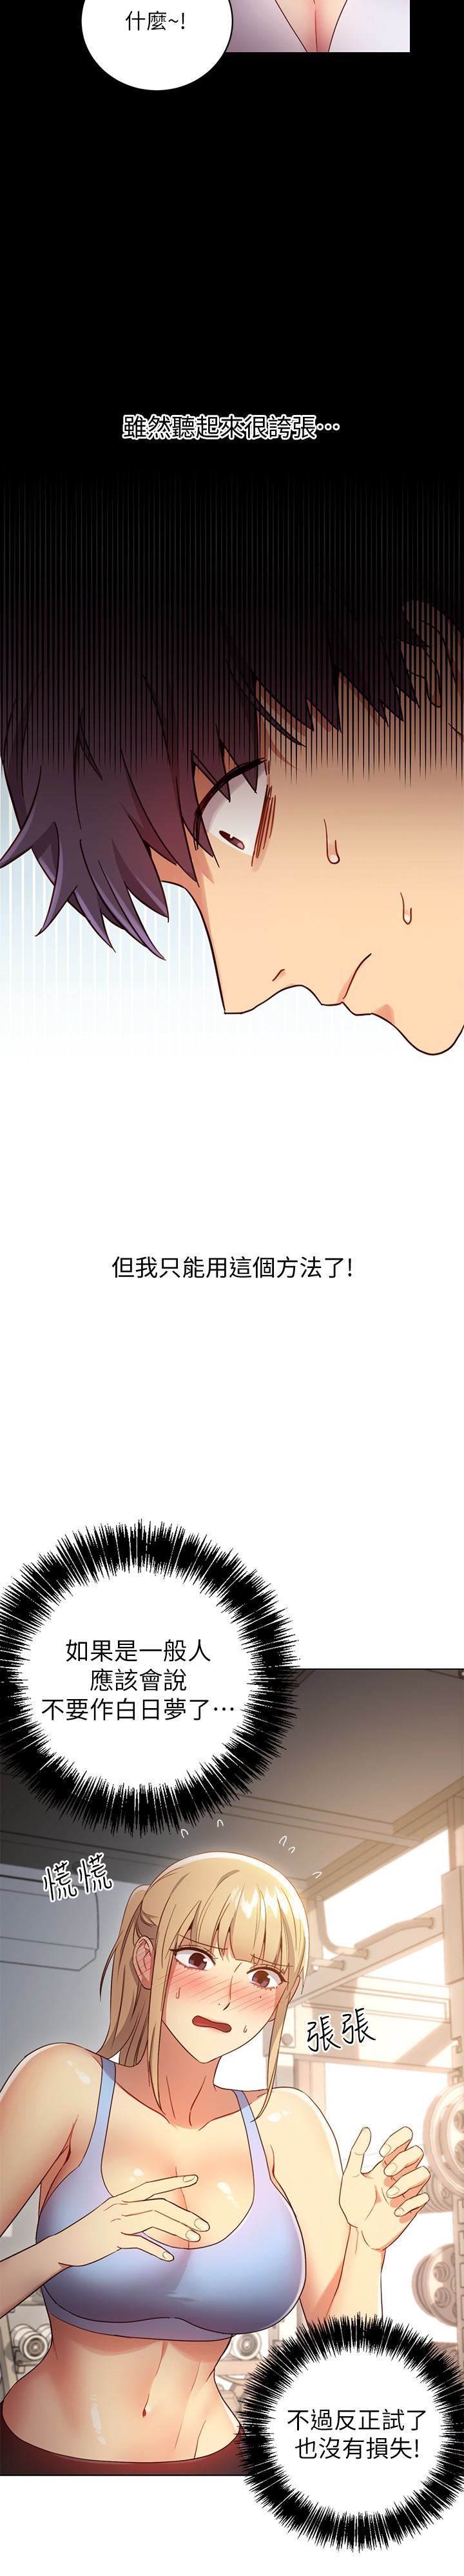 什麼~!
雖然聽起來很誇張…
但我只能用這個方法了!
如果是一般人
應該會說
不要作白日夢了…
慌慌
張張
不過反正試了
也沒有損失!